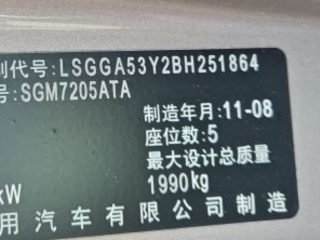 别代号:LSGGA53Y2BH251864
号:SGM7205ATA
制造年月:11-08
座位数:5
最大设计总质量
kW 1990kg
用汽车有限公司制造